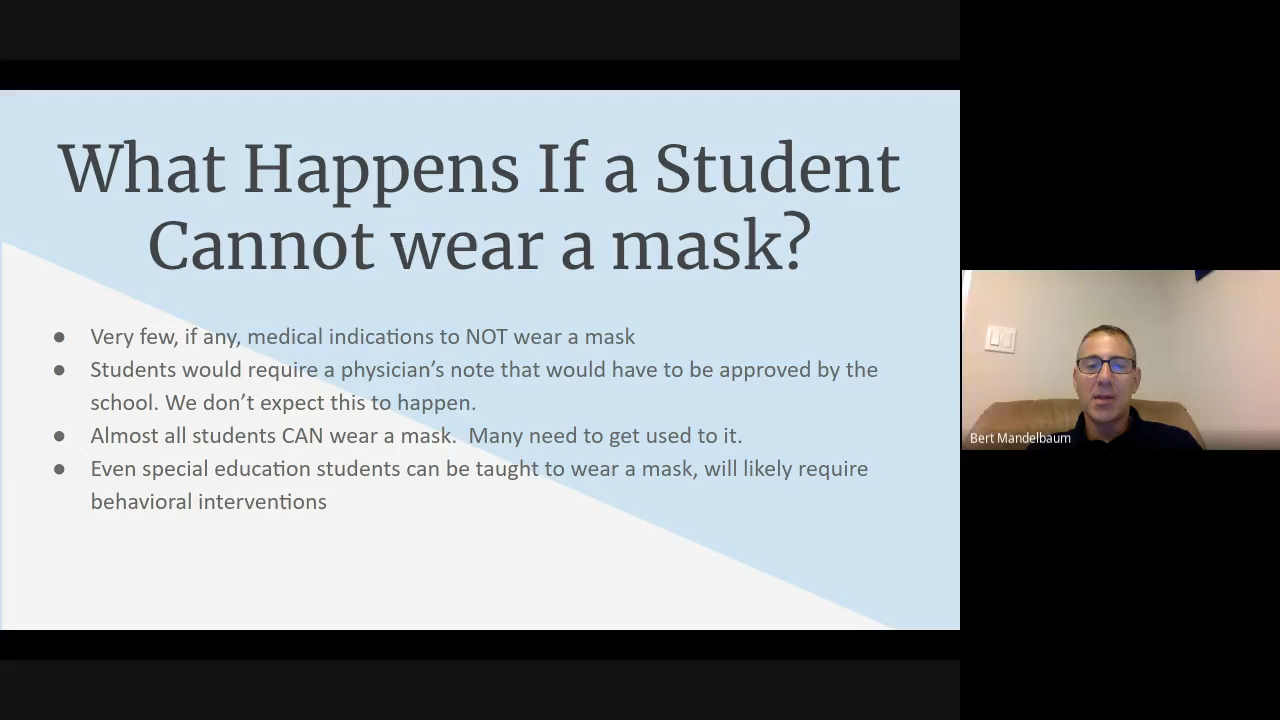 What Happens If a Student
Cannot wear a mask?
● Very few, if any, medical indications to NOT wear a mask
● Students would require a physician’s note that would have to be approved by the
school. We don’t expect this to happen.
● Almost all students CAN wear a mask.  Many need to get used to it.
● Even special education students can be taught to wear a mask, will likely require
behavioral interventions
Bert Mandelbaum